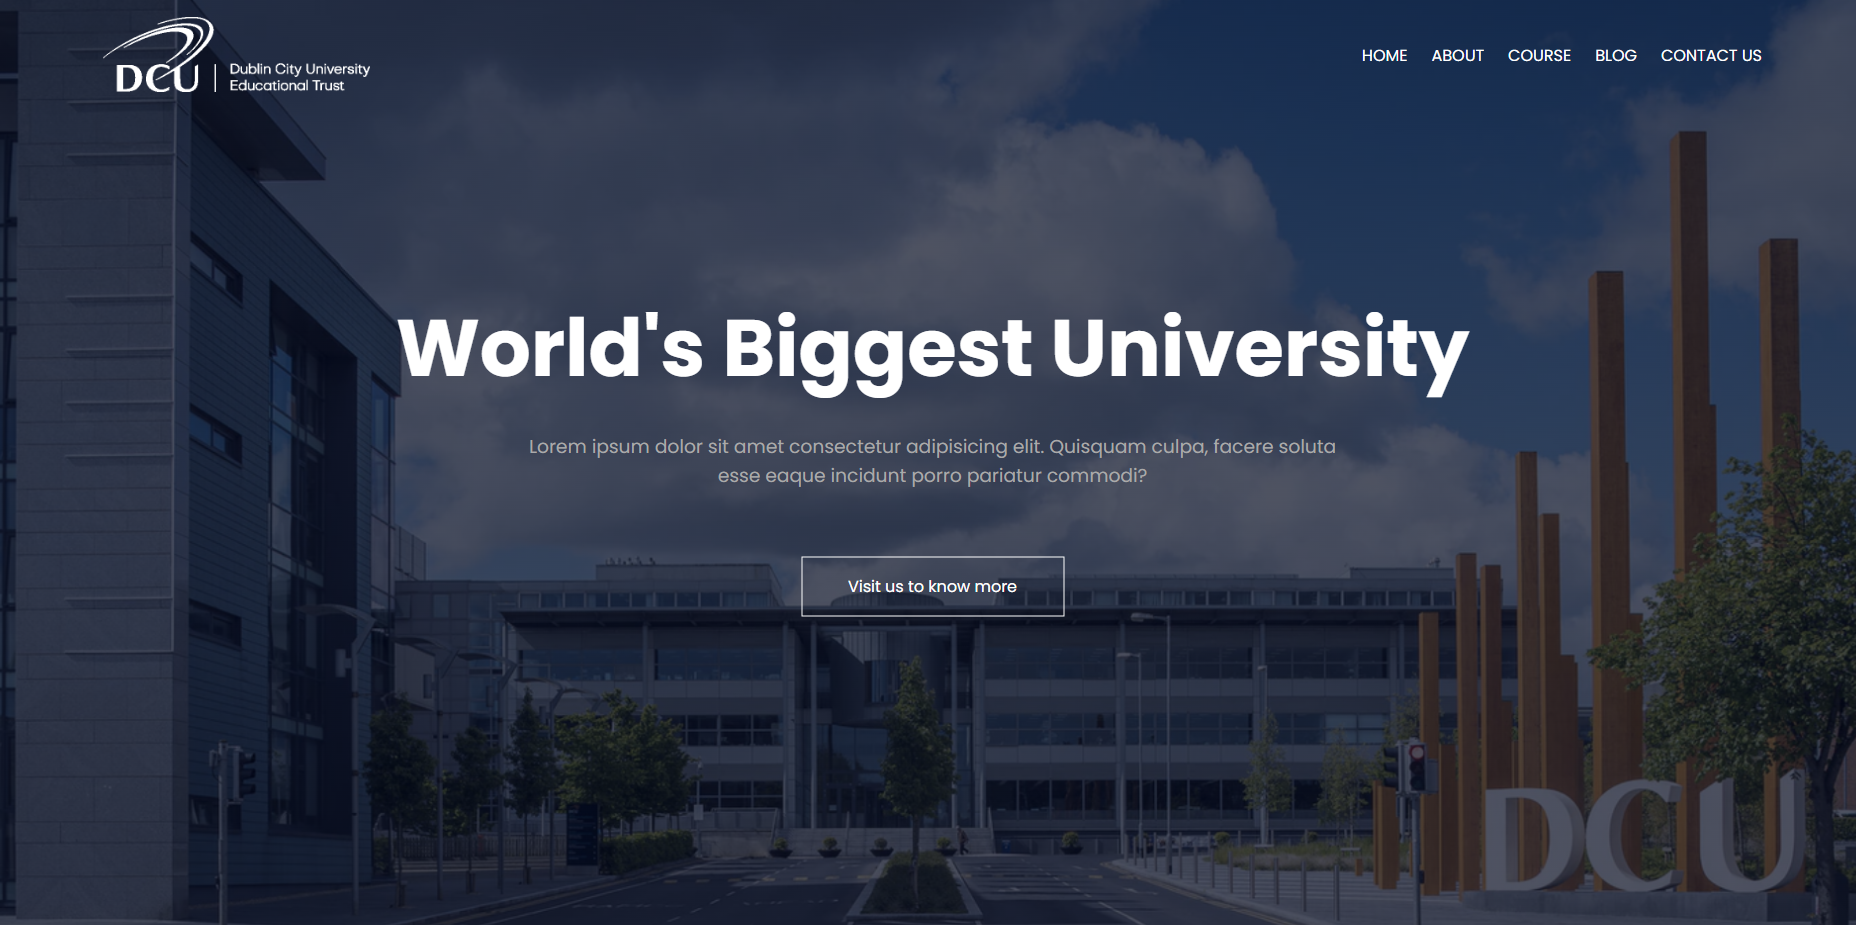 DCU
Dublin City University
Educational Trust
HOME ABOUT COURSE BLOG CONTACT US
World's Biggest University
Lorem ipsum dolor sit amet consectetur adipisicing elit. Quisquam culpa, facere soluta
esse eaque incidunt porro pariatur commodi?
Visit us to know more
DCU